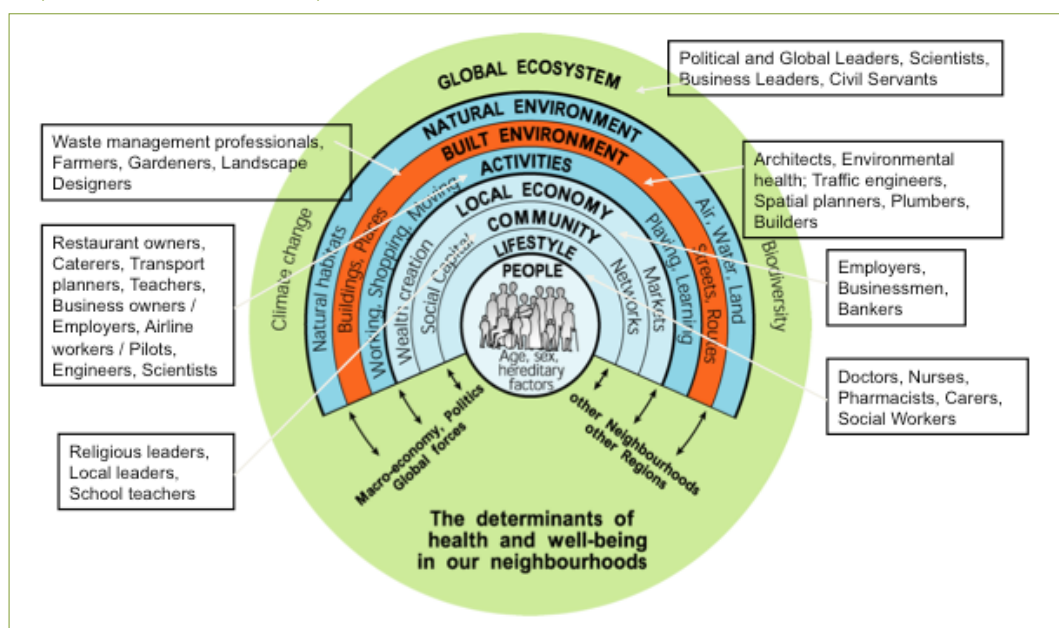 Political and Global Leaders, Scientists,
Business Leaders, Civil Servants
GLOBAL ECOSYSTEM
NATURAL ENVIRONMENT
BUILT ENVIRONMENT
ACTIVITIES
LOCAL ECONOMY
COMMUNITY
LIFESTYLE
PEOPLE
Age, sex,
hereditary
factors
Waste management professionals,
Farmers, Gardeners, Landscape
Designers
Architects, Environmental
health; Traffic engineers,
Spatial planners, Plumbers,
Builders
Restaurant owners,
Caterers, Transport
planners, Teachers,
Business owners /
Employers, Airline
workers / Pilots,
Engineers, Scientists
Climate change
Natural habitats
Buildings, Places
Working, Shopping, Moving
Wealth creation
Social Capital
Networks
Markets
Playing, Learning
Streets, Routes
Air, Water, Land
Biodiversity
Employers,
Businessmen,
Bankers
Doctors, Nurses,
Pharmacists, Carers,
Social Workers
Religious leaders,
Local leaders,
School teachers
Macro-economy, Politics
Global forces
other Neighbourhoods
other Regions
The determinants of
health and well-being
in our neighbourhoods